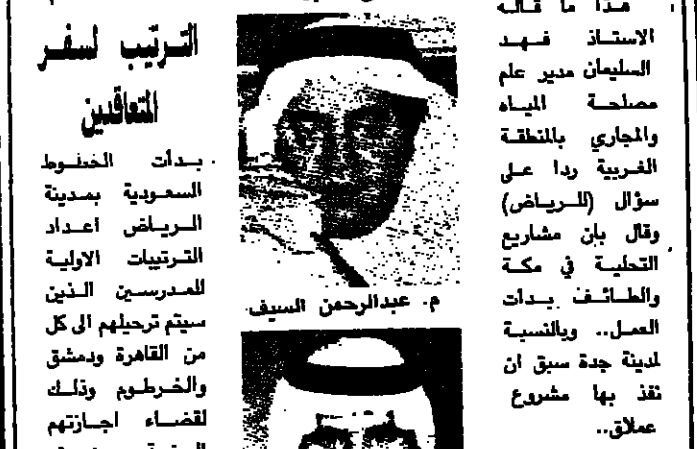 هذا ما قاله
الاستاذ فهد
السليمان مدير عام
مصلحة المياه
والمجاري بالمنطقة
الغربية ردا على
سؤال (للرياض)
وقال بان مشاريع
التحلية في مكة
والطائف بدأت
العمل.. وبالنسبة
لمدينة جدة سبق ان
نفذ بها مشروع
عملاق..
م. عبدالرحمن السيف
الترتيب لسفر
المتعاقدين
بدأت الخطوط
السعودية بمدينة
الرياض اعداد
الترتيبات الاولية
للمدرسين الذين
سيتم ترحيلهم الى كل
من القاهرة ودمشق
والخرطوم وذلك
لقضاء اجازتهم